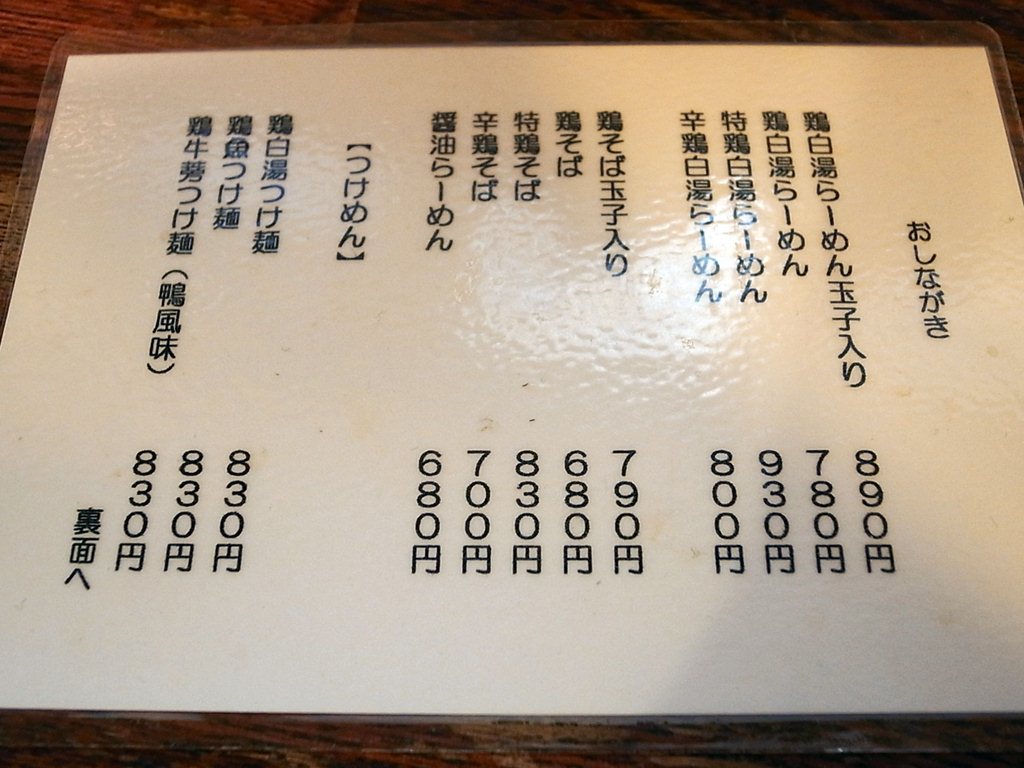 おしながき
鶏白湯らーめん玉子入り 890円
鶏白湯らーめん 780円
特鶏白湯らーめん 930円
辛鶏白湯らーめん 800円
鶏そば玉子入り 790円
鶏そば 680円
特鶏そば 830円
辛鶏そば 700円
醤油らーめん 680円
【つけめん】
鶏白湯つけ麺 830円
鶏魚つけ麺 830円
鶏牛蒡つけ麺（鴨風味） 830円
裏面へ